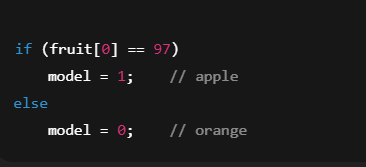 if (fruit[0] == 97)
    model = 1;    // apple
else
    model = 0;    // orange